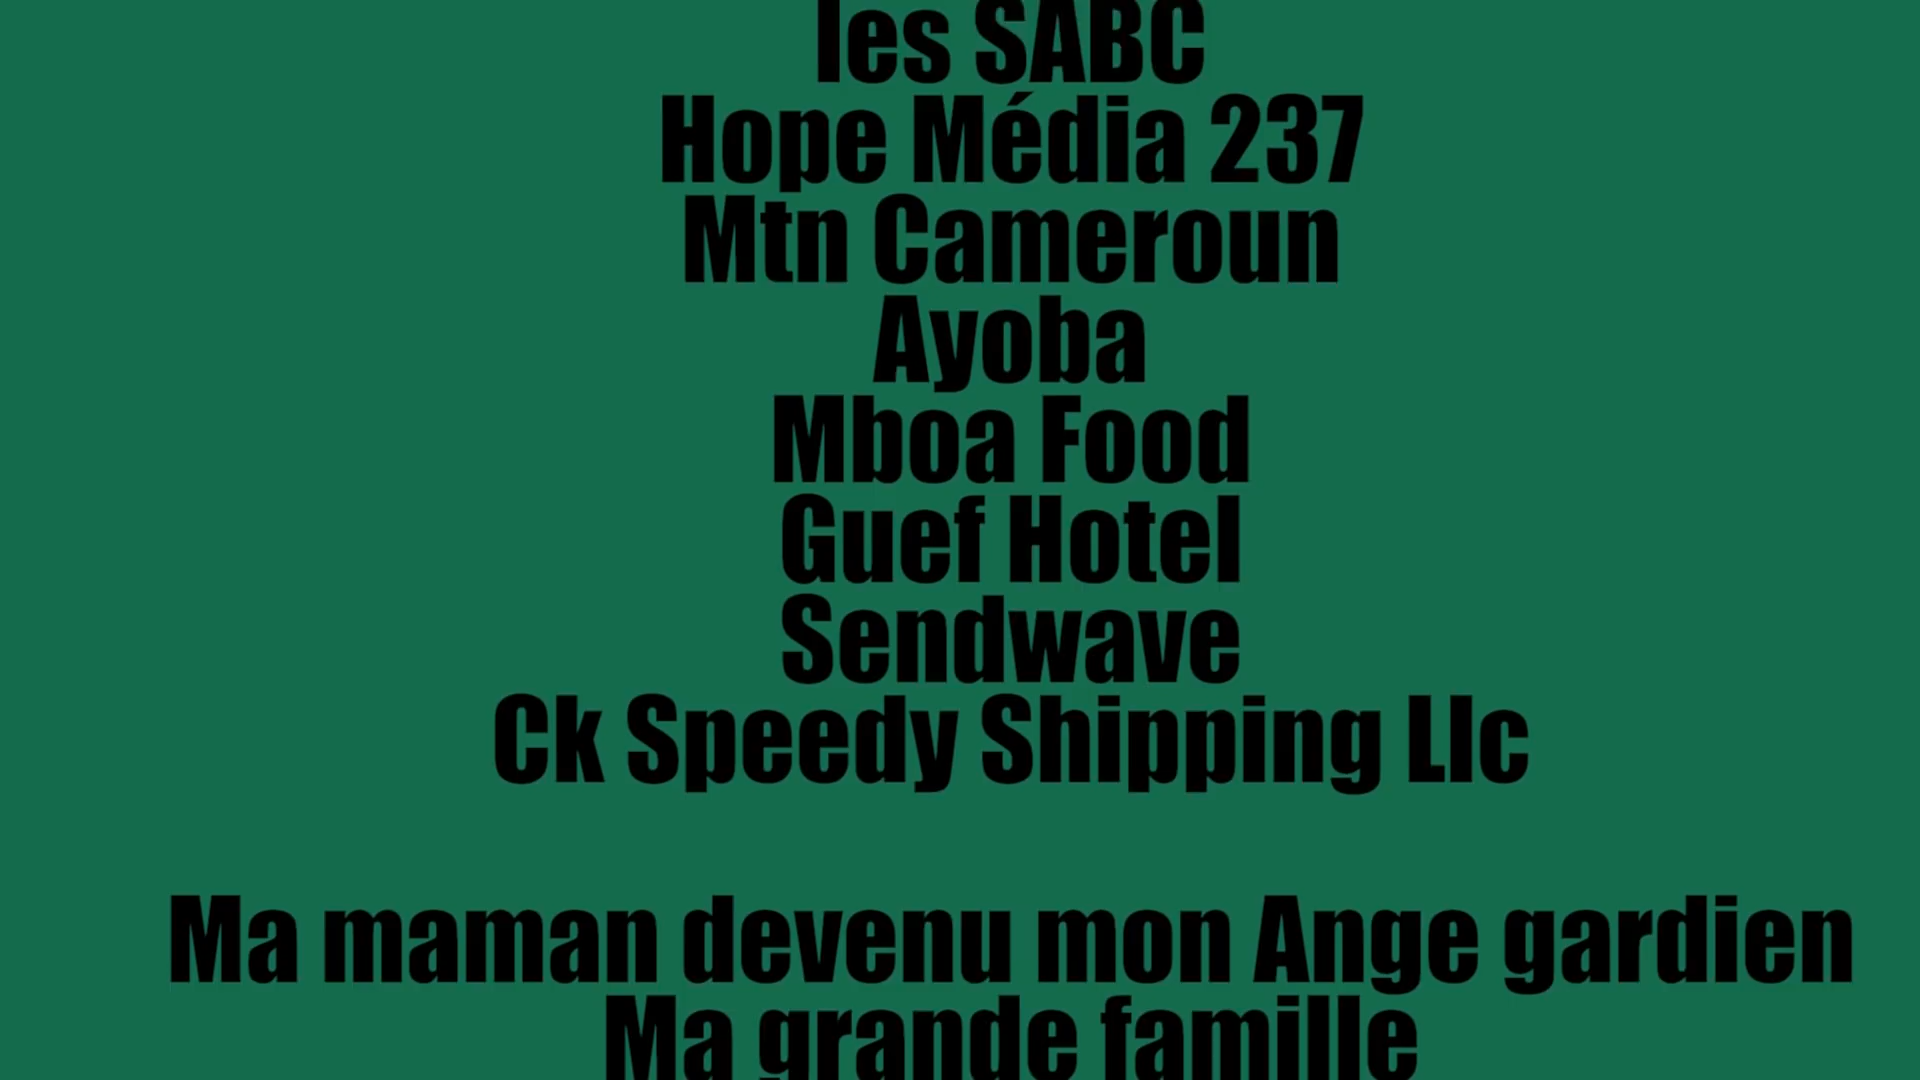 les SABC
Hope Média 237
Mtn Cameroun
Ayoba
Mboa Food
Guef Hotel
Sendwave
Ck Speedy Shipping Llc
Ma maman devenu mon Ange gardien
Ma grande famille